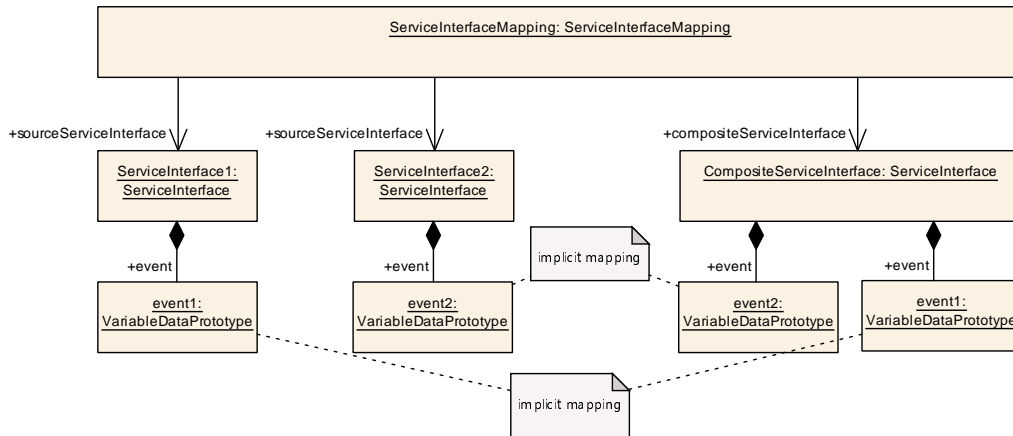 ServiceInterfaceMapping: ServiceInterfaceMapping
+sourceServiceInterface
+sourceServiceInterface
+compositeServiceInterface
ServiceInterface1:
ServiceInterface
ServiceInterface2:
ServiceInterface
CompositeServiceInterface: ServiceInterface
implicit mapping
+event
+event
+event
+event
event1:
VariableDataPrototype
event2:
VariableDataPrototype
event2:
VariableDataPrototype
event1:
VariableDataPrototype
implicit mapping